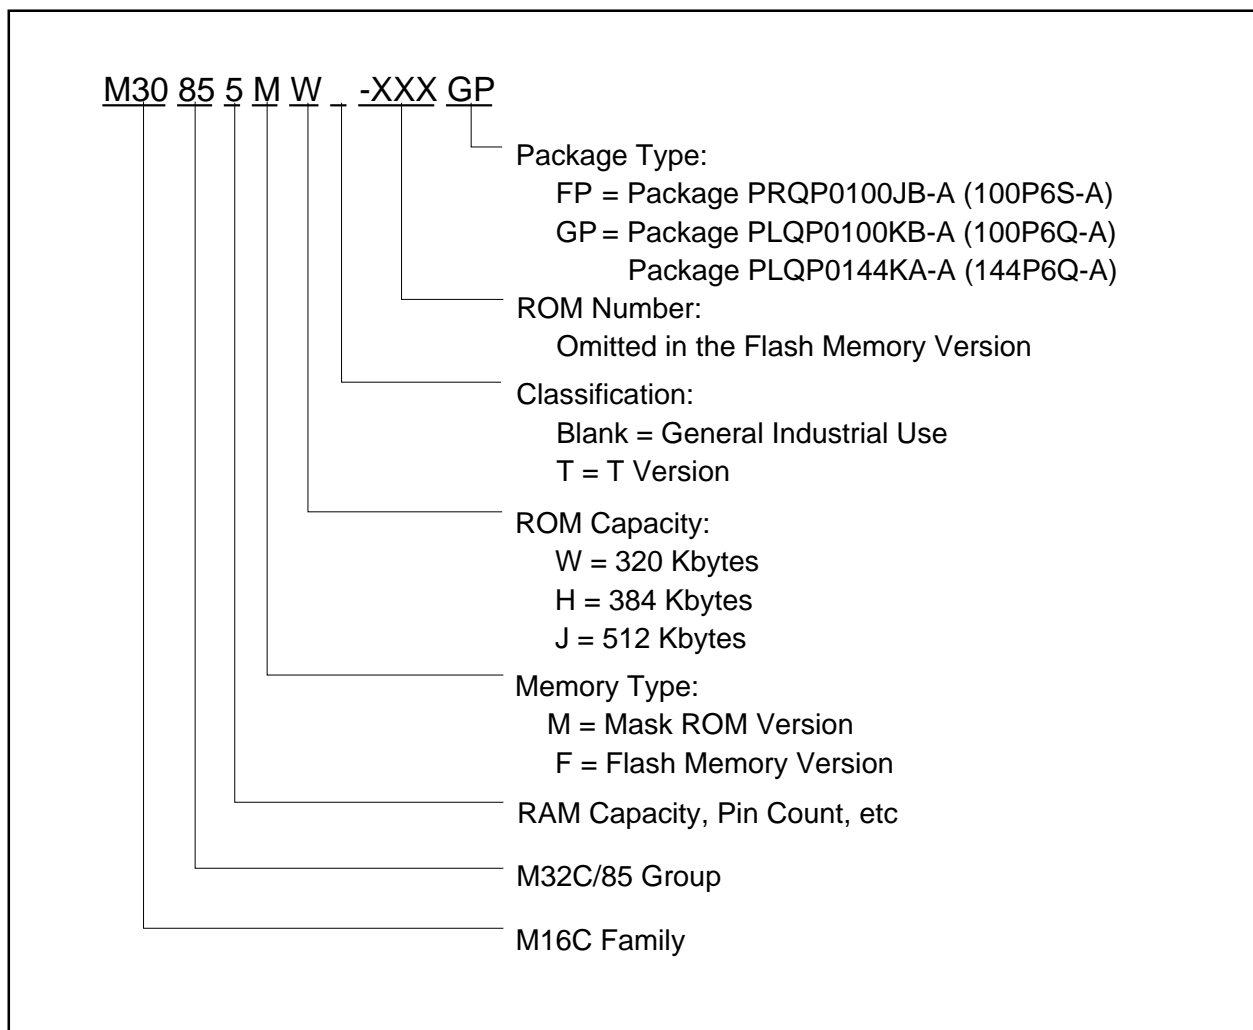 M30 85 5 M W _ -XXX GP
Package Type:
FP = Package PRQP0100JB-A (100P6S-A)
GP = Package PLQP0100KB-A (100P6Q-A)
Package PLQP0144KA-A (144P6Q-A)
ROM Number:
Omitted in the Flash Memory Version
Classification:
Blank = General Industrial Use
T = T Version
ROM Capacity:
W = 320 Kbytes
H = 384 Kbytes
J = 512 Kbytes
Memory Type:
M = Mask ROM Version
F = Flash Memory Version
RAM Capacity, Pin Count, etc
M32C/85 Group
M16C Family